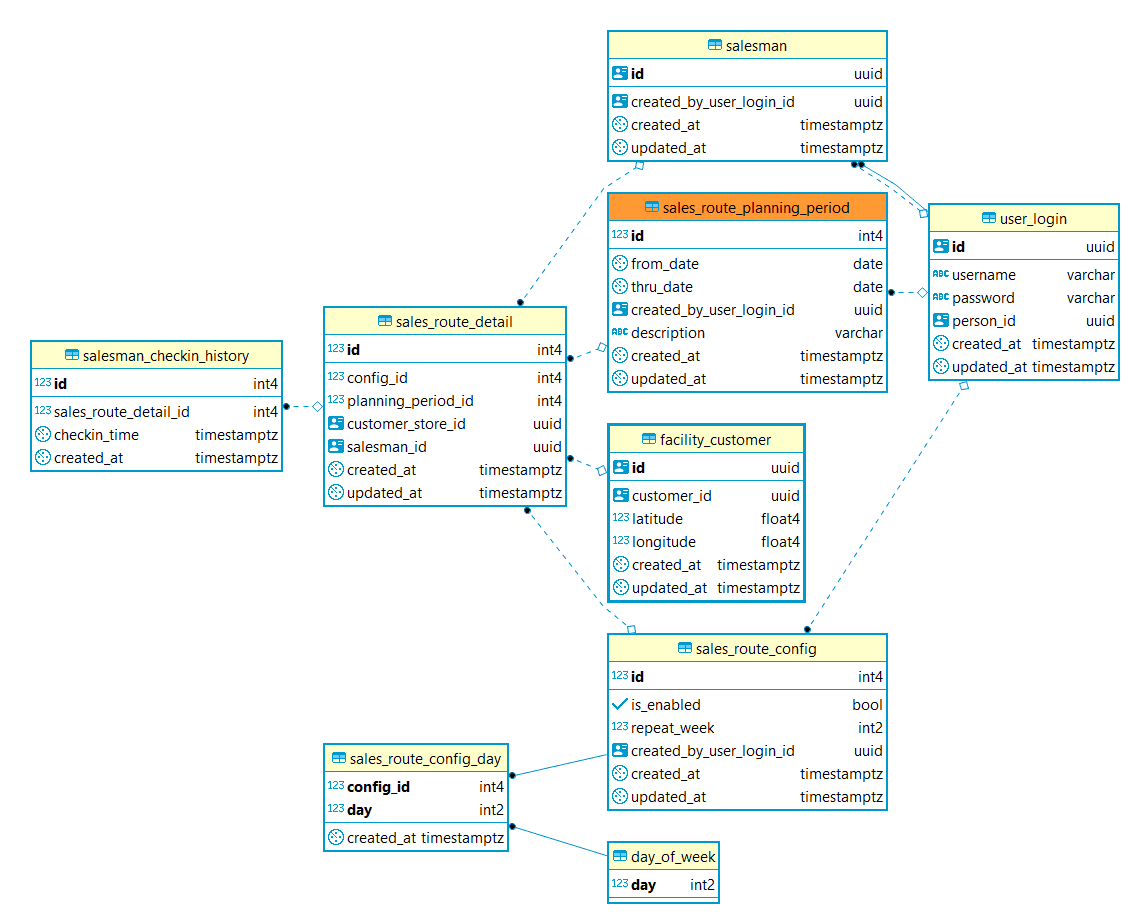 salesman
id uuid
created_by_user_login_id uuid
created_at timestamptz
updated_at timestamptz
sales_route_planning_period
123 id int4
from_date date
thru_date date
created_by_user_login_id uuid
ABC description varchar
created_at timestamptz
updated_at timestamptz
user_login
id uuid
ABC username varchar
ABC password varchar
person_id uuid
created_at timestamptz
updated_at timestamptz
sales_route_detail
123 id int4
123 config_id int4
123 planning_period_id int4
customer_store_id uuid
salesman_id uuid
created_at timestamptz
updated_at timestamptz
salesman_checkin_history
123 id int4
123 sales_route_detail_id int4
checkin_time timestamptz
created_at timestamptz
facility_customer
id uuid
customer_id uuid
123 latitude float4
123 longitude float4
created_at timestamptz
updated_at timestamptz
sales_route_config
123 id int4
is_enabled bool
123 repeat_week int2
created_by_user_login_id uuid
created_at timestamptz
updated_at timestamptz
sales_route_config_day
123 config_id int4
123 day int2
created_at timestamptz
day_of_week
123 day int2